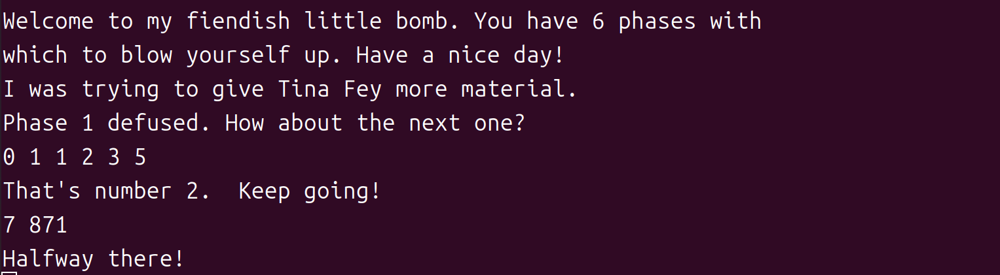 Welcome to my fiendish little bomb. You have 6 phases with
which to blow yourself up. Have a nice day!
I was trying to give Tina Fey more material.
Phase 1 defused. How about the next one?
0 1 1 2 3 5
That's number 2.  Keep going!
7 871
Halfway there!